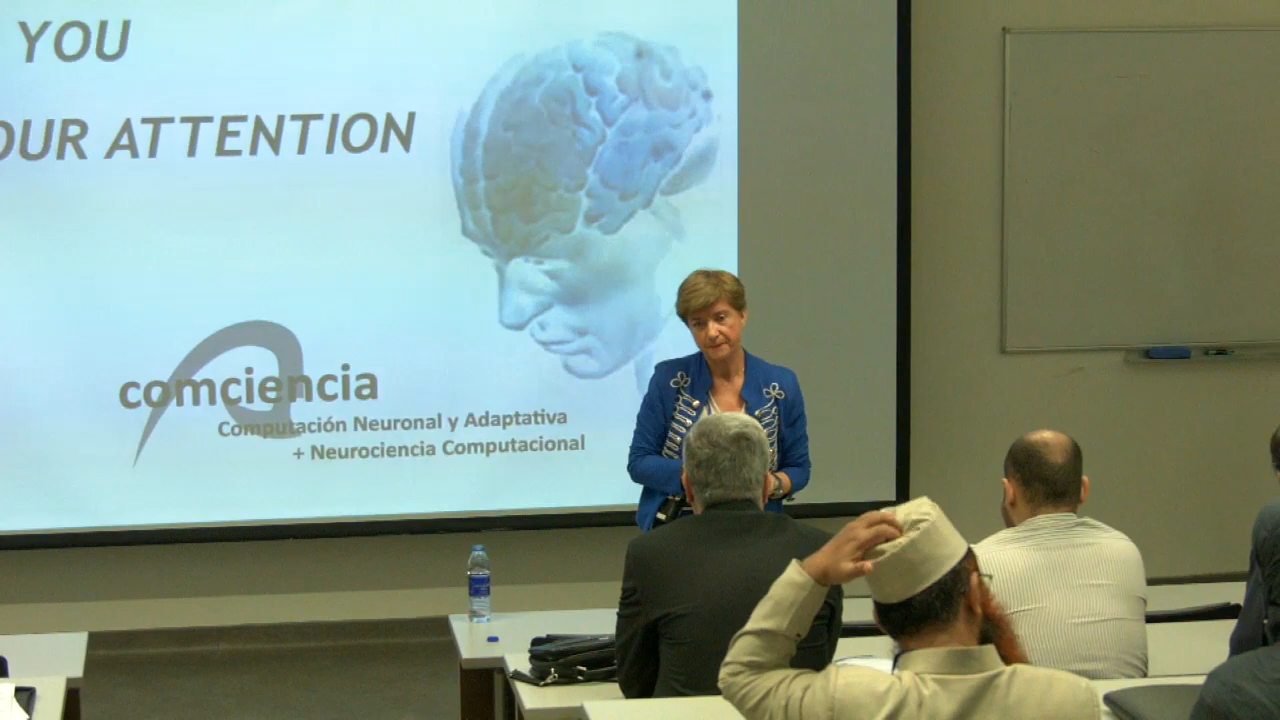 YOU
OUR ATTENTION
comciencia
Computación Neuronal y Adaptativa
+ Neurociencia Computacional